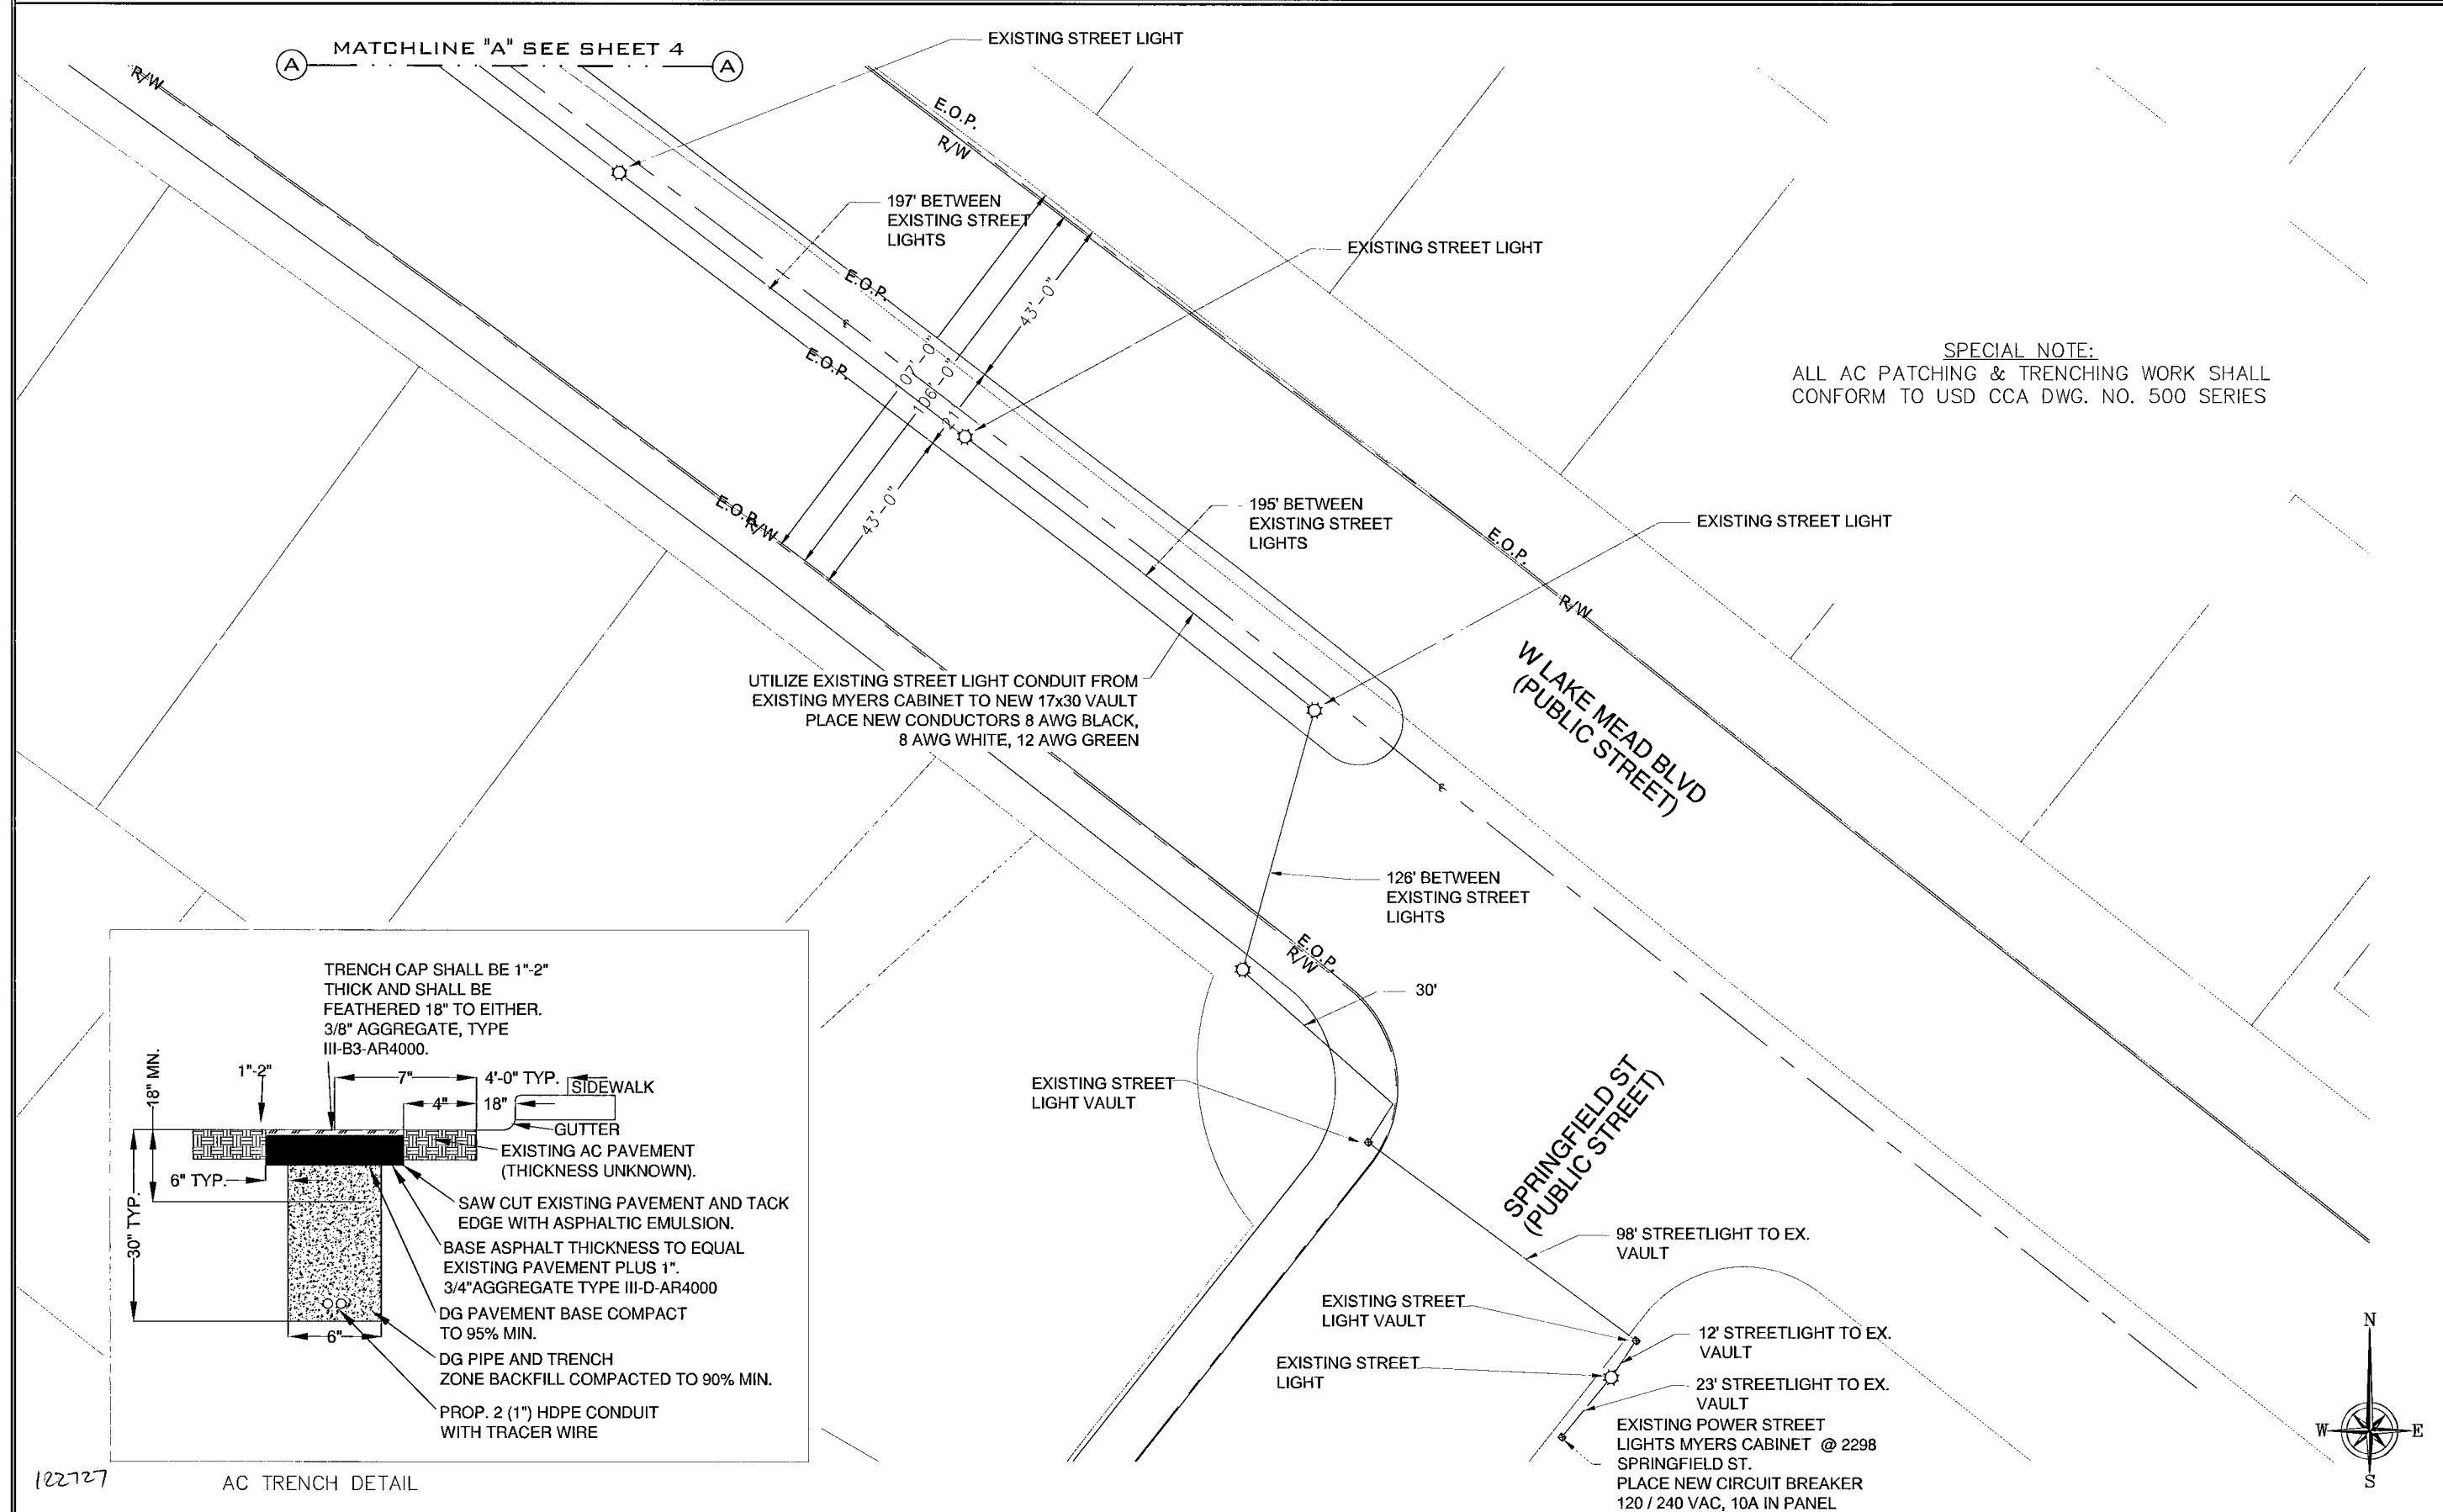 MATCHLINE "A" SEE SHEET 4
A
A
EXISTING STREET LIGHT
R/W
E.O.P.
R/W
197' BETWEEN
EXISTING STREET
LIGHTS
EXISTING STREET LIGHT
E.O.P.
43'-0"
E.O.P.
106'-0"
21'
SPECIAL NOTE:
ALL AC PATCHING & TRENCHING WORK SHALL
CONFORM TO USD CCA DWG. NO. 500 SERIES
E.O.P.
R/W
43'-0"
195' BETWEEN
EXISTING STREET
LIGHTS
EXISTING STREET LIGHT
E.O.P.
R/W
W LAKE MEAD BLVD
(PUBLIC STREET)
UTILIZE EXISTING STREET LIGHT CONDUIT FROM
EXISTING MYERS CABINET TO NEW 17x30 VAULT
PLACE NEW CONDUCTORS 8 AWG BLACK,
8 AWG WHITE, 12 AWG GREEN
126' BETWEEN
EXISTING STREET
LIGHTS
E.O.P.
R/W
30'
EXISTING STREET
LIGHT VAULT
SPRINGFIELD ST
(PUBLIC STREET)
98' STREETLIGHT TO EX.
VAULT
EXISTING STREET
LIGHT VAULT
12' STREETLIGHT TO EX.
VAULT
EXISTING STREET
LIGHT
23' STREETLIGHT TO EX.
VAULT
EXISTING POWER STREET
LIGHTS MYERS CABINET @ 2298
SPRINGFIELD ST.
PLACE NEW CIRCUIT BREAKER
120 / 240 VAC, 10A IN PANEL
N
W
E
S
TRENCH CAP SHALL BE 1"-2"
THICK AND SHALL BE
FEATHERED 18" TO EITHER.
3/8" AGGREGATE, TYPE
III-B3-AR4000.
18" MN.
1"-2"
7"
4'-0" TYP.
SIDEWALK
4"
18"
GUTTER
EXISTING AC PAVEMENT
(THICKNESS UNKNOWN).
6" TYP.
30" TYP.
SAW CUT EXISTING PAVEMENT AND TACK
EDGE WITH ASPHALTIC EMULSION.
BASE ASPHALT THICKNESS TO EQUAL
EXISTING PAVEMENT PLUS 1".
3/4"AGGREGATE TYPE III-D-AR4000
DG PAVEMENT BASE COMPACT
TO 95% MIN.
6"
DG PIPE AND TRENCH
ZONE BACKFILL COMPACTED TO 90% MIN.
PROP. 2 (1") HDPE CONDUIT
WITH TRACER WIRE
122727
AC TRENCH DETAIL